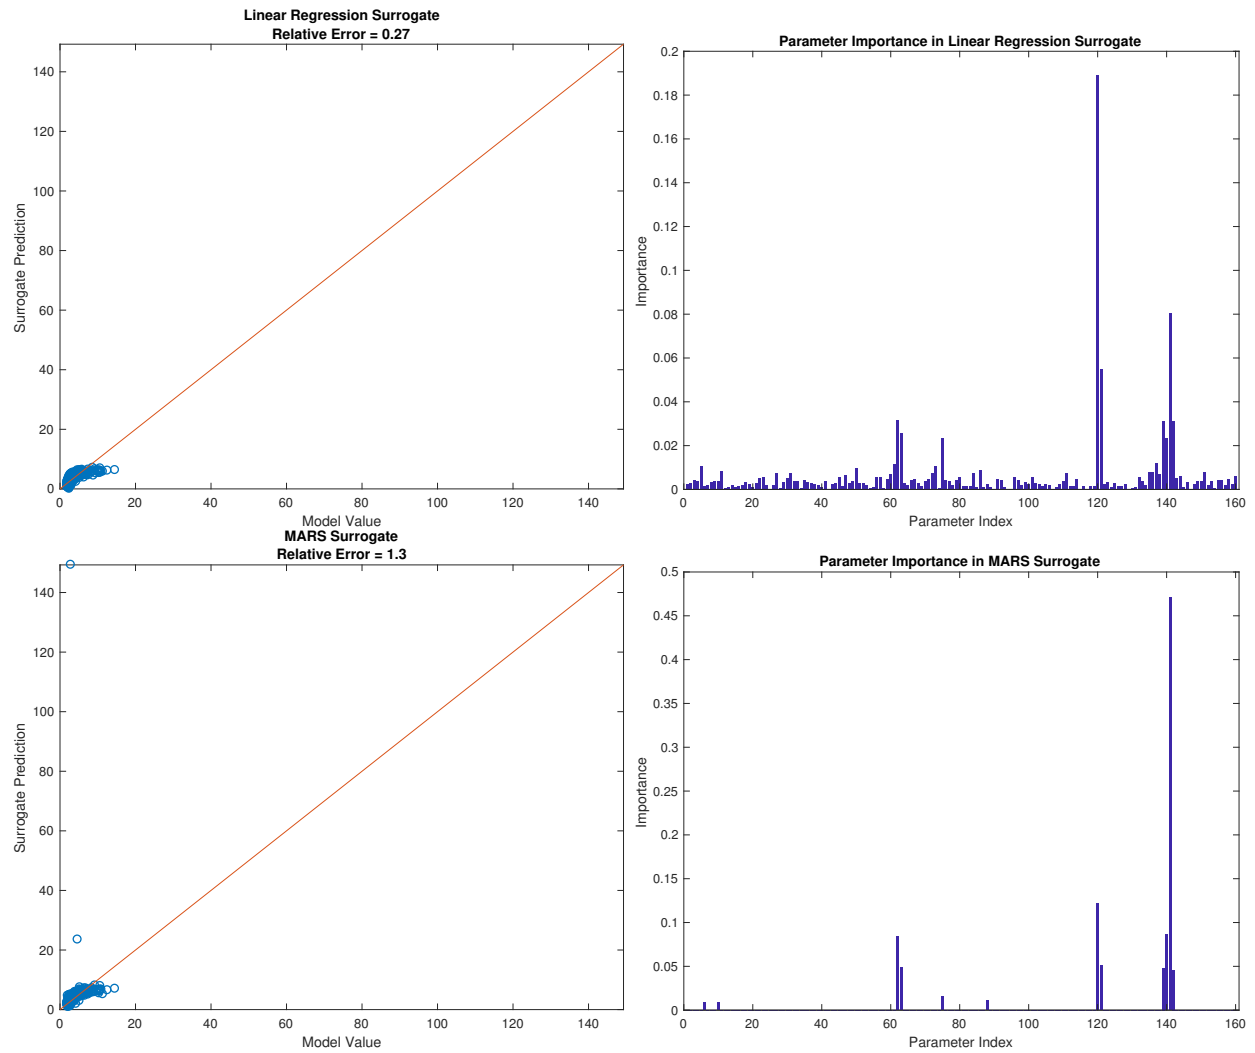 Linear Regression Surrogate
Relative Error = 0.27
Surrogate Prediction
140
120
100
80
60
40
20
0
0 20 40 60 80 100 120 140
Model Value
Parameter Importance in Linear Regression Surrogate
Importance
0.2
0.18
0.16
0.14
0.12
0.1
0.08
0.06
0.04
0.02
0
0 20 40 60 80 100 120 140 160
Parameter Index
MARS Surrogate
Relative Error = 1.3
Surrogate Prediction
140
120
100
80
60
40
20
0
0 20 40 60 80 100 120 140
Model Value
Parameter Importance in MARS Surrogate
Importance
0.5
0.45
0.4
0.35
0.3
0.25
0.2
0.15
0.1
0.05
0
0 20 40 60 80 100 120 140 160
Parameter Index